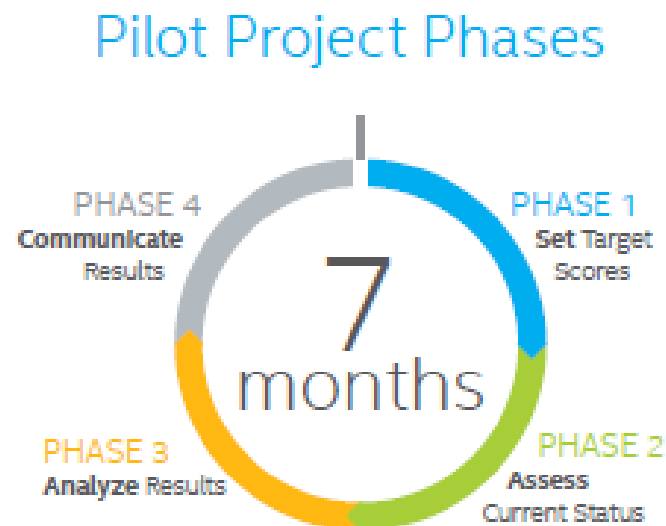 Pilot Project Phases
PHASE 4
Communicate
Results
PHASE 1
Set Target
Scores
7
months
PHASE 3
Analyze Results
PHASE 2
Assess
Current Status